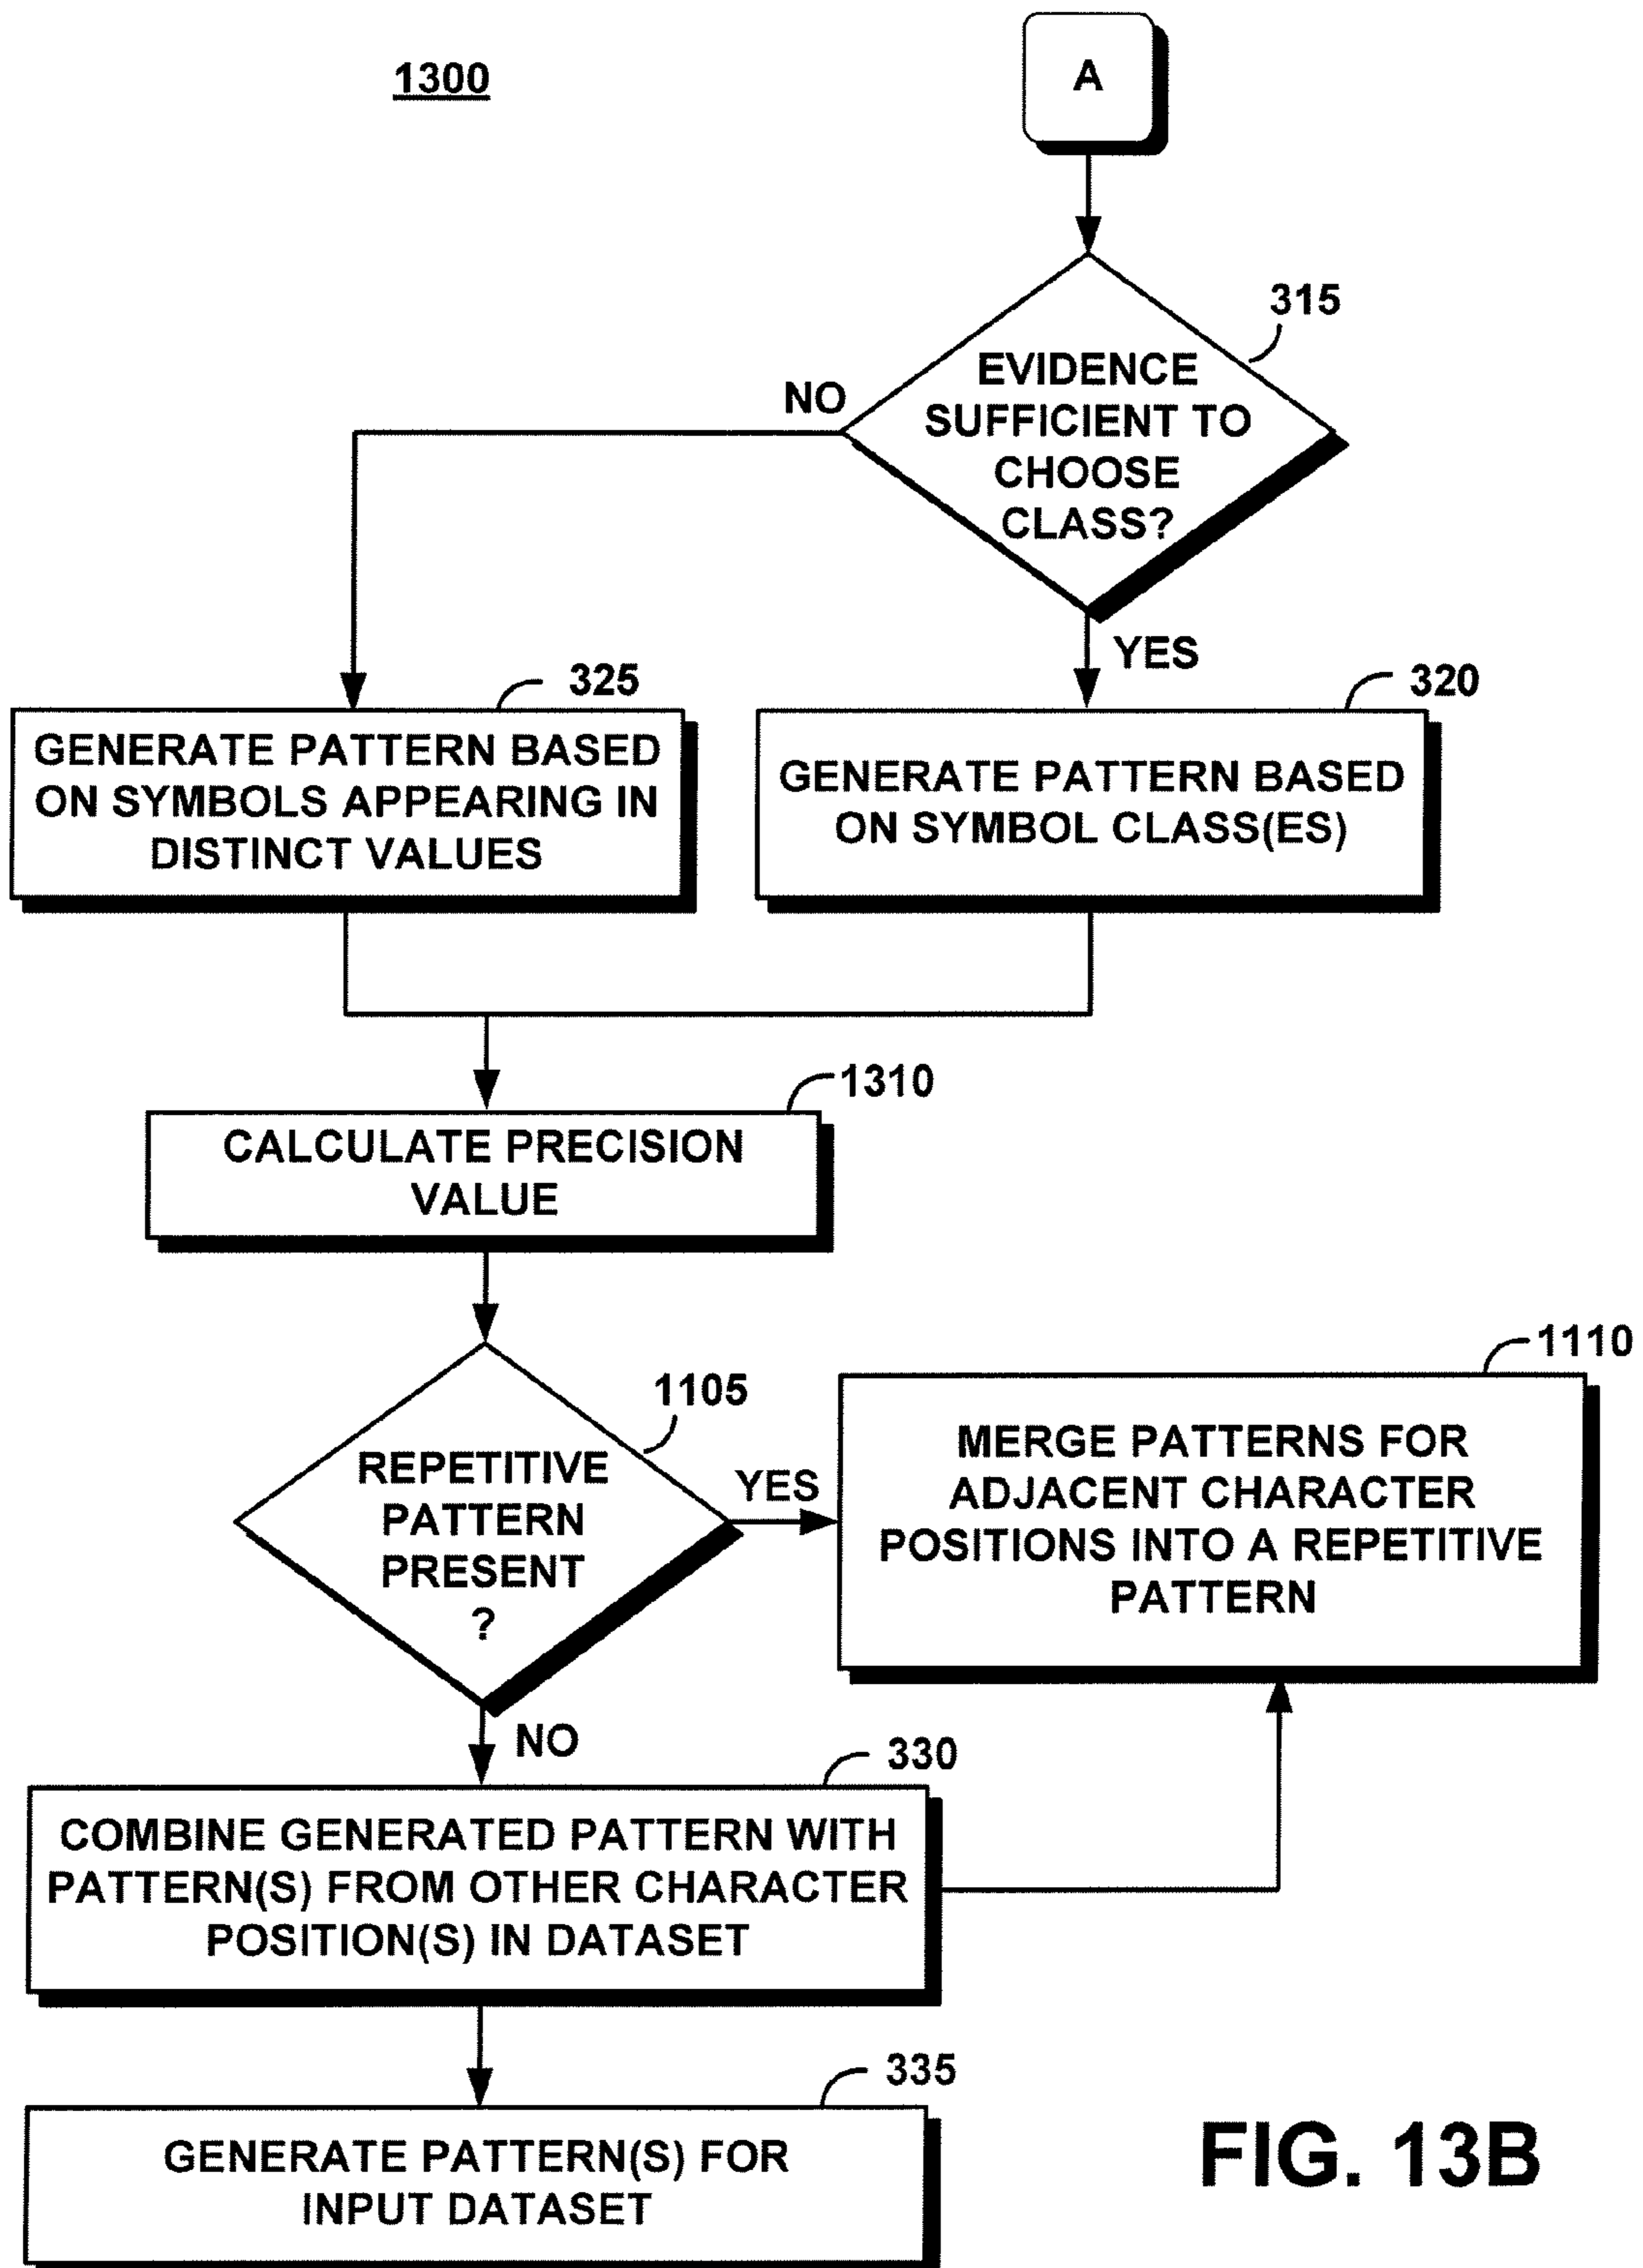 1300
A
315
EVIDENCE
SUFFICIENT TO
CHOOSE
CLASS?
NO
YES
325
GENERATE PATTERN BASED
ON SYMBOLS APPEARING IN
DISTINCT VALUES
320
GENERATE PATTERN BASED
ON SYMBOL CLASS(ES)
1310
CALCULATE PRECISION
VALUE
1105
REPETITIVE
PATTERN
PRESENT
?
YES
1110
MERGE PATTERNS FOR
ADJACENT CHARACTER
POSITIONS INTO A REPETITIVE
PATTERN
NO
330
COMBINE GENERATED PATTERN WITH
PATTERN(S) FROM OTHER CHARACTER
POSITION(S) IN DATASET
335
GENERATE PATTERN(S) FOR
INPUT DATASET
FIG. 13B